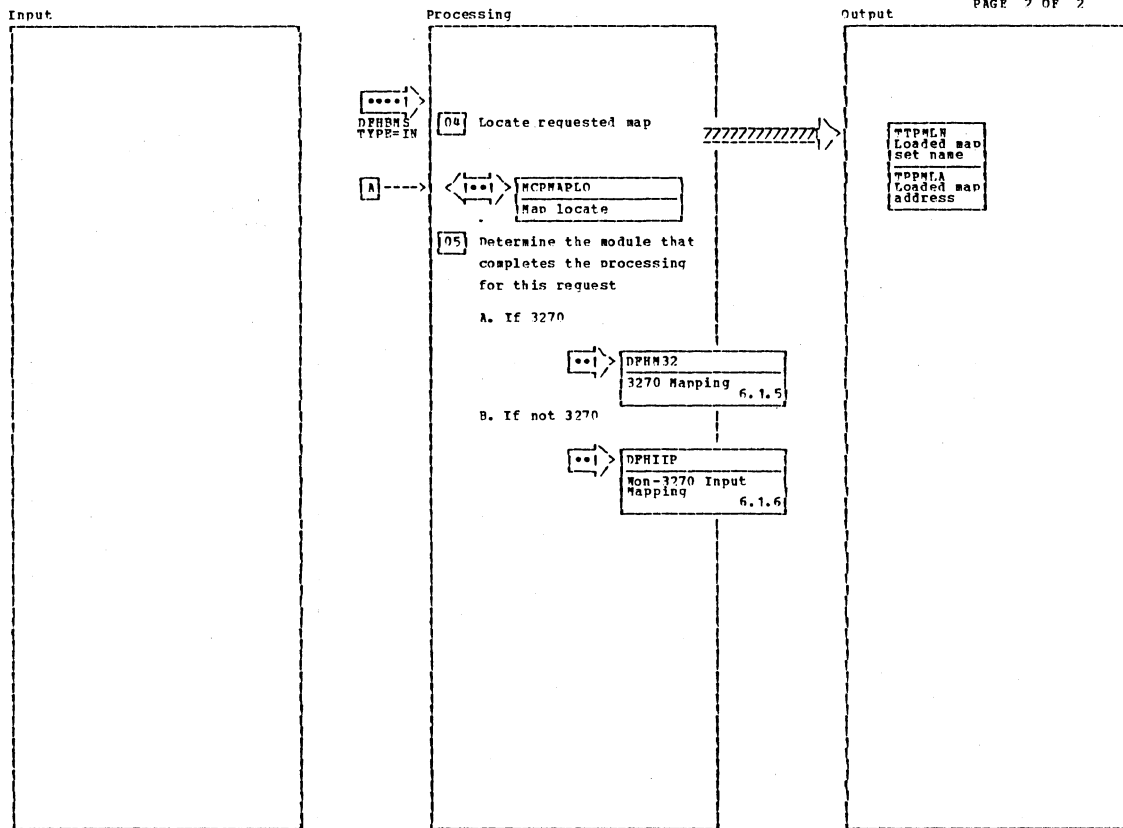 PAGE 2 OF 2
Input
Processing
Output
DFHBMS
TYPE=IN
04 Locate requested map
TTPMLN
Loaded map
set name
TPPMLA
Loaded map
address
A
MCPMAPLO
Map locate
05 Determine the module that
completes the processing
for this request
A. If 3270
DFHM32
3270 Mapping
6.1.5
B. If not 3270
DFHIIP
Non-3270 Input
Mapping
6.1.6